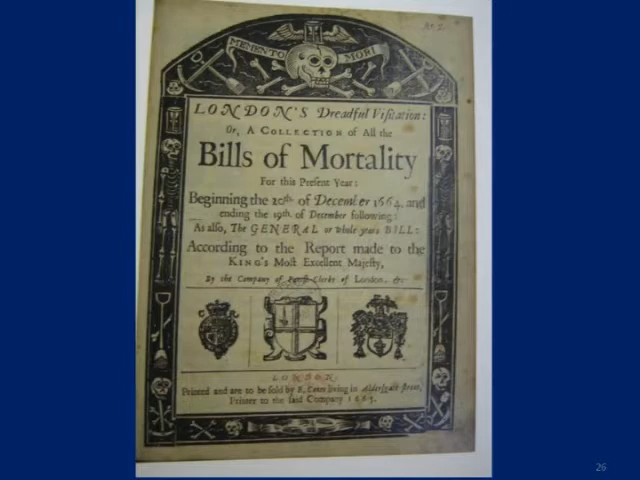 MEMENTO MORI
LONDON'S Dreadful Visitation:
Or, A COLLECTION of All the
Bills of Mortality
For this Present Year:
Beginning the 20th. of December 1664. and
ending the 19th. of December following:
As also, The GENERAL or whole years BILL:
According to the Report made to the
KING'S Most Excellent Majesty,
By the Company of Parish Clerks of London. &c.
C R
LONDON:
Printed and are to be sold by E. Cotes living in Aldersgate street,
Printer to the said Company 1665.
26